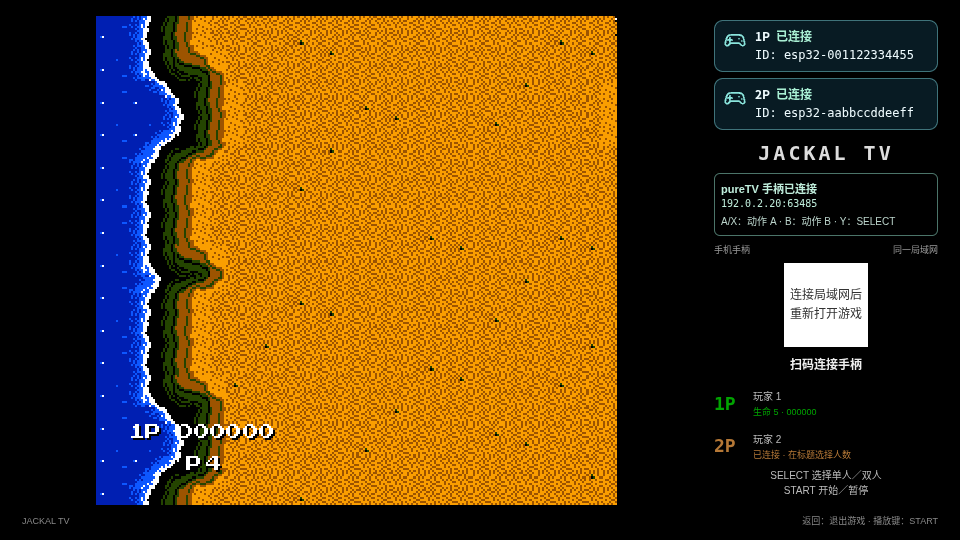 1P 已连接
ID: esp32-001122334455
2P 已连接
ID: esp32-aabbccddeeff
JACKAL TV
pureTV 手柄已连接
192.0.2.20:63485
A/X：动作 A · B：动作 B · Y：SELECT
手机手柄 同一局域网
连接局域网后
重新打开游戏
扫码连接手柄
1P 玩家 1
生命 5 · 000000
2P 玩家 2
已连接 · 在标题选择人数
SELECT 选择单人／双人
START 开始／暂停
1P 000000
P 4
JACKAL TV
返回：退出游戏 · 播放键：START